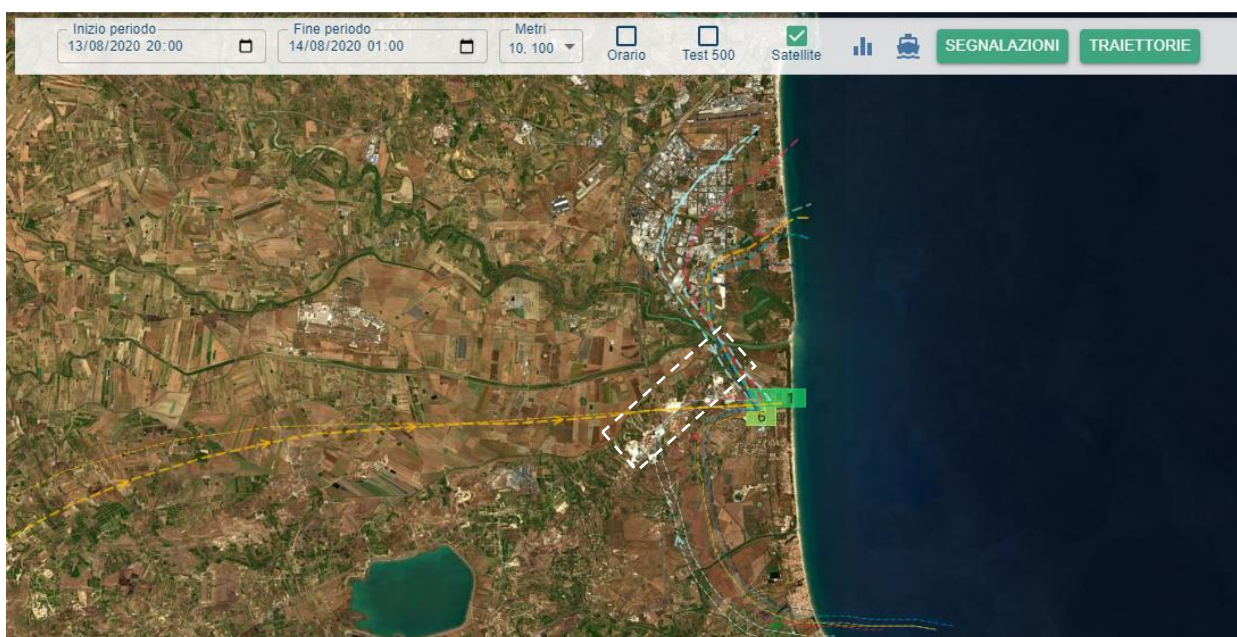 Inizio periodo
13/08/2020 20:00
Fine periodo
14/08/2020 01:00
Metri
10, 100
Orario
Test 500
Satellite
SEGNALAZIONI
TRAIETTORIE
1
6